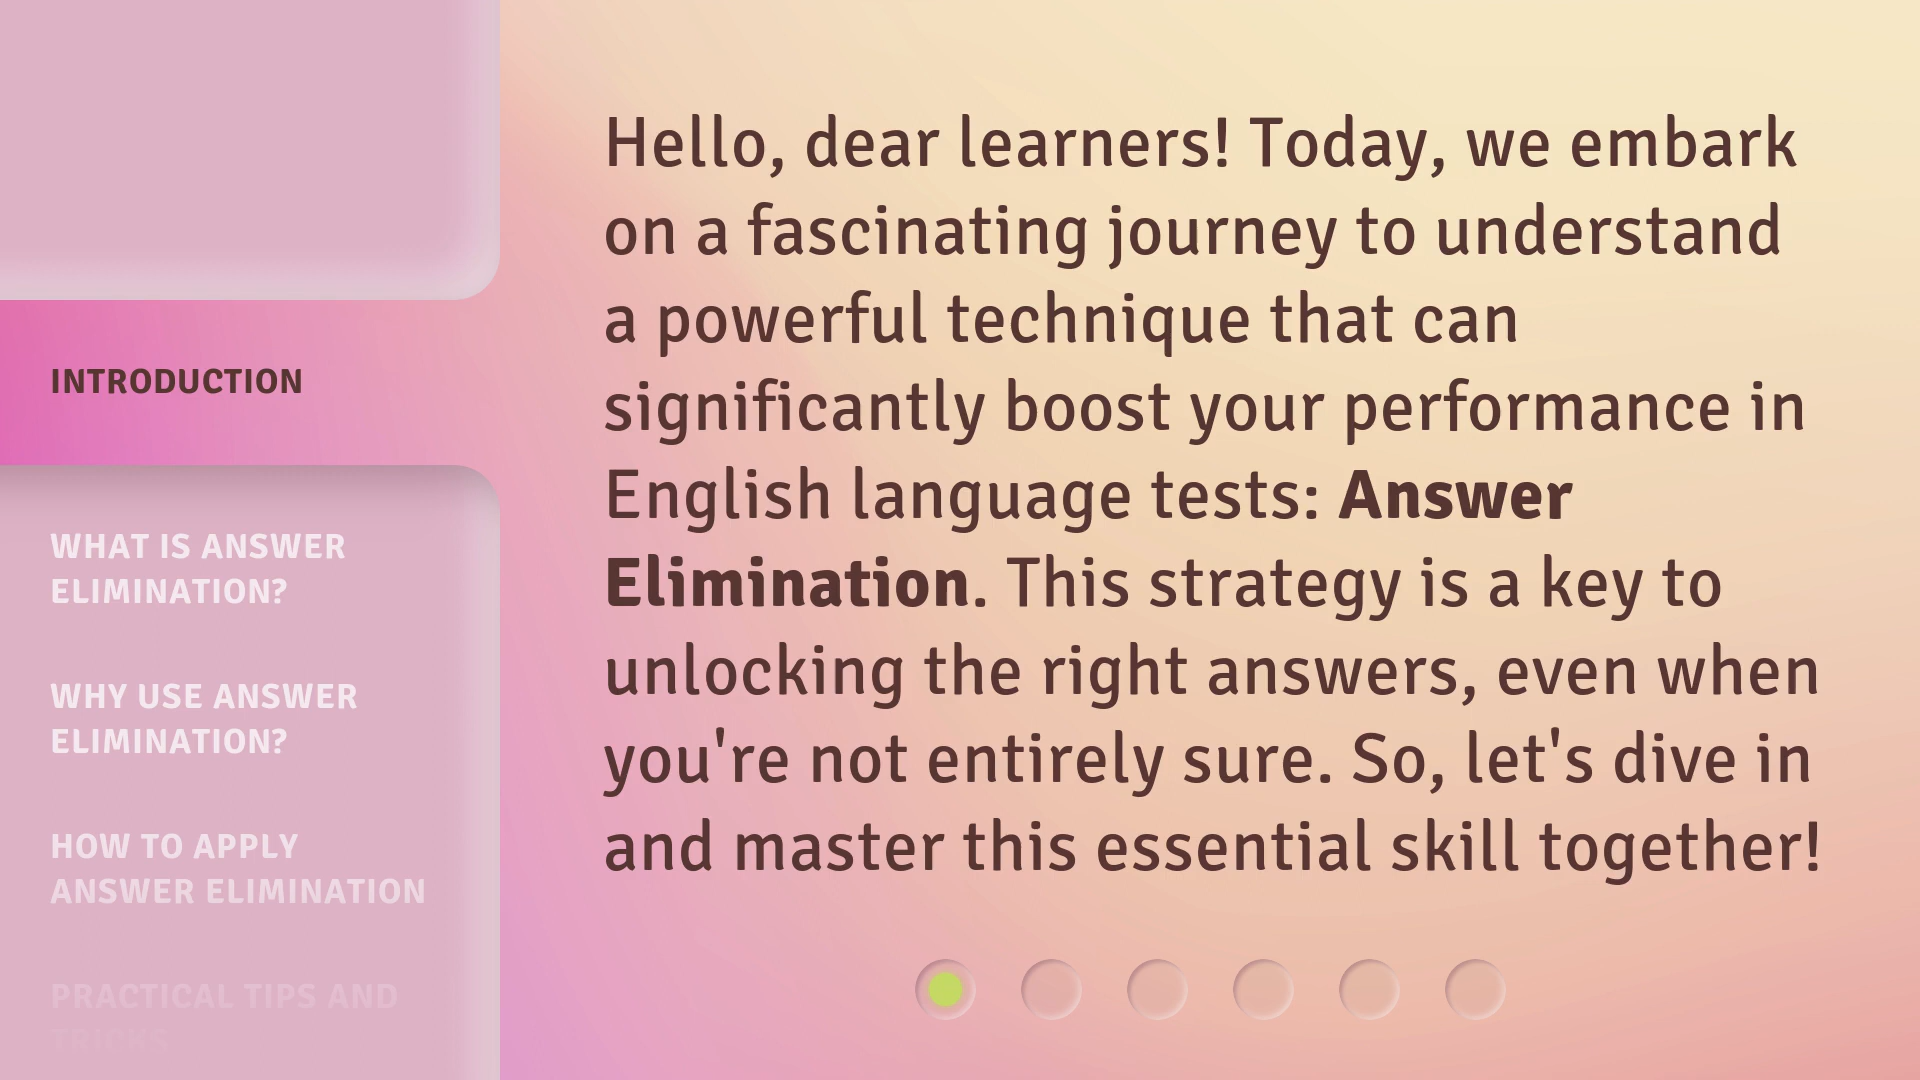 INTRODUCTION
WHAT IS ANSWER
ELIMINATION?
WHY USE ANSWER
ELIMINATION?
HOW TO APPLY
ANSWER ELIMINATION
PRACTICAL TIPS AND
TRICKS
Hello, dear learners! Today, we embark
on a fascinating journey to understand
a powerful technique that can
significantly boost your performance in
English language tests: Answer
Elimination. This strategy is a key to
unlocking the right answers, even when
you're not entirely sure. So, let's dive in
and master this essential skill together!